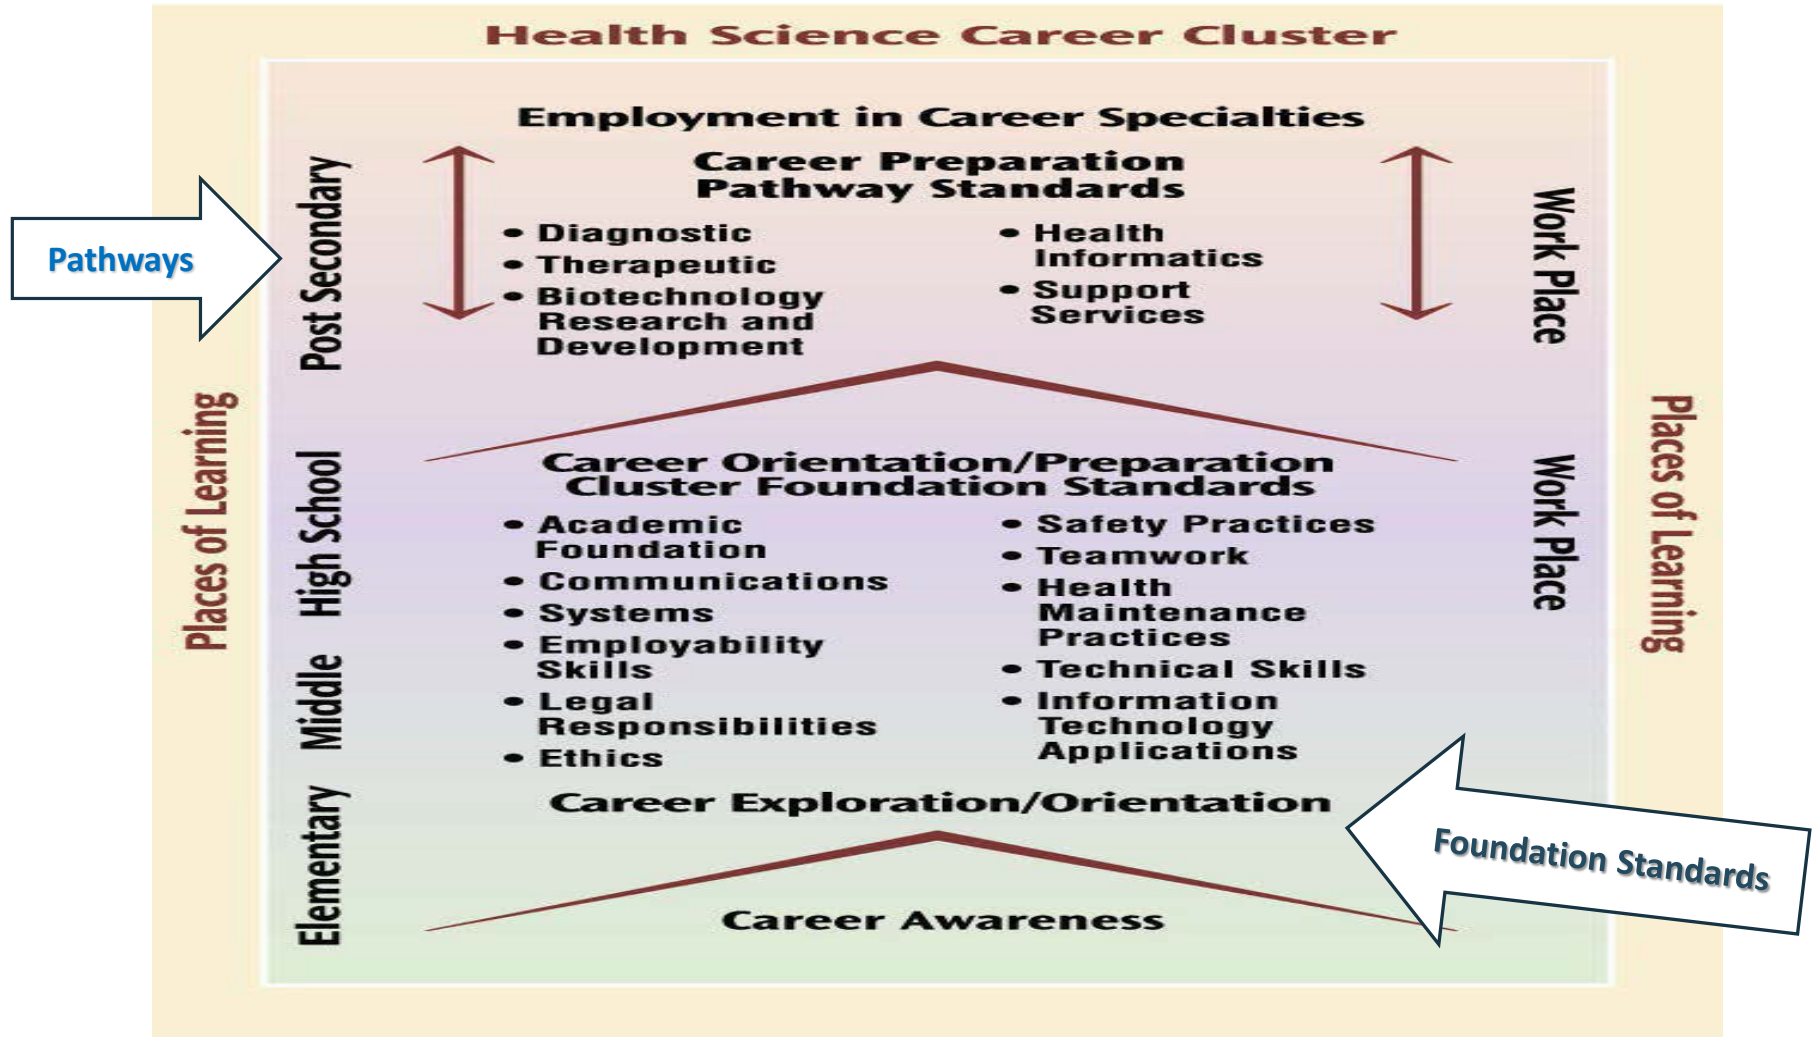 Health Science Career Cluster
Employment in Career Specialties
Career Preparation
Pathway Standards
• Diagnostic
• Therapeutic
• Biotechnology
Research and
Development
• Health
Informatics
• Support
Services
Career Orientation/Preparation
Cluster Foundation Standards
• Academic
Foundation
• Communications
• Systems
• Employability
Skills
• Legal
Responsibilities
• Ethics
• Safety Practices
• Teamwork
• Health
Maintenance
Practices
• Technical Skills
• Information
Technology
Applications
Career Exploration/Orientation
Career Awareness
Pathways
Places of Learning
Post Secondary
High School
Middle
Elementary
Work Place
Work Place
Places of Learning
Foundation Standards